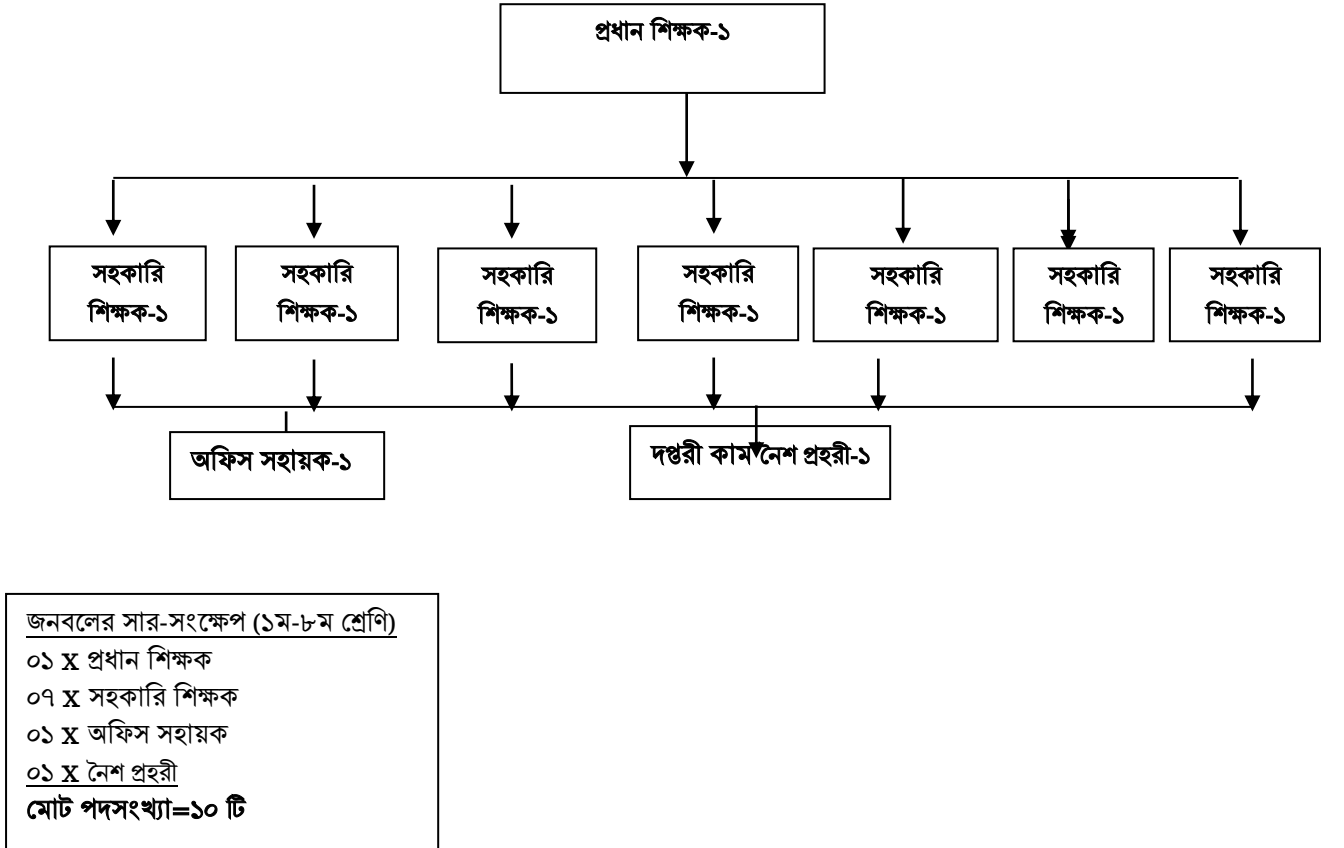 প্রধান শিক্ষক-১
সহকারি
শিক্ষক-১
সহকারি
শিক্ষক-১
সহকারি
শিক্ষক-১
সহকারি
শিক্ষক-১
সহকারি
শিক্ষক-১
সহকারি
শিক্ষক-১
সহকারি
শিক্ষক-১
অফিস সহায়ক-১
দপ্তরী কাম নৈশ প্রহরী-১
জনবলের সার-সংক্ষেপ (১ম-৮ম শ্রেণি)
০১ X প্রধান শিক্ষক
০৭ X সহকারি শিক্ষক
০১ X অফিস সহায়ক
০১ X নৈশ প্রহরী
মোট পদসংখ্যা=১০ টি